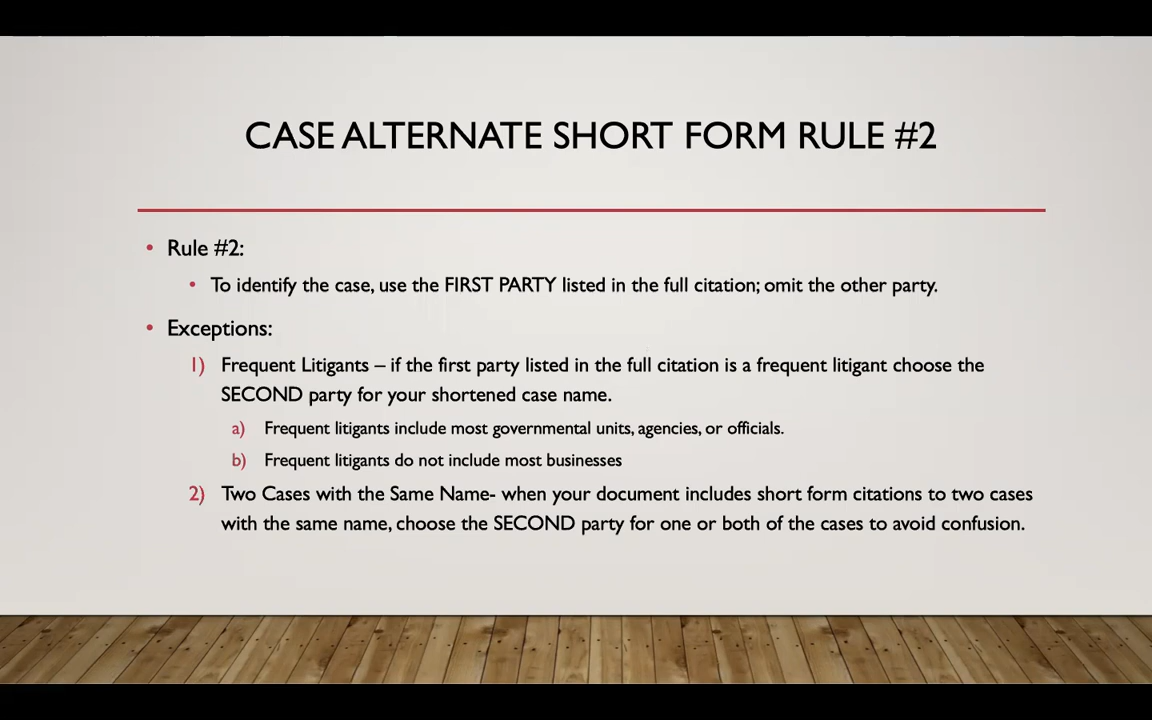 CASE ALTERNATE SHORT FORM RULE #2
• Rule #2:
• To identify the case, use the FIRST PARTY listed in the full citation; omit the other party.
• Exceptions:
1) Frequent Litigants – if the first party listed in the full citation is a frequent litigant choose the
SECOND party for your shortened case name.
a) Frequent litigants include most governmental units, agencies, or officials.
b) Frequent litigants do not include most businesses
2) Two Cases with the Same Name- when your document includes short form citations to two cases
with the same name, choose the SECOND party for one or both of the cases to avoid confusion.